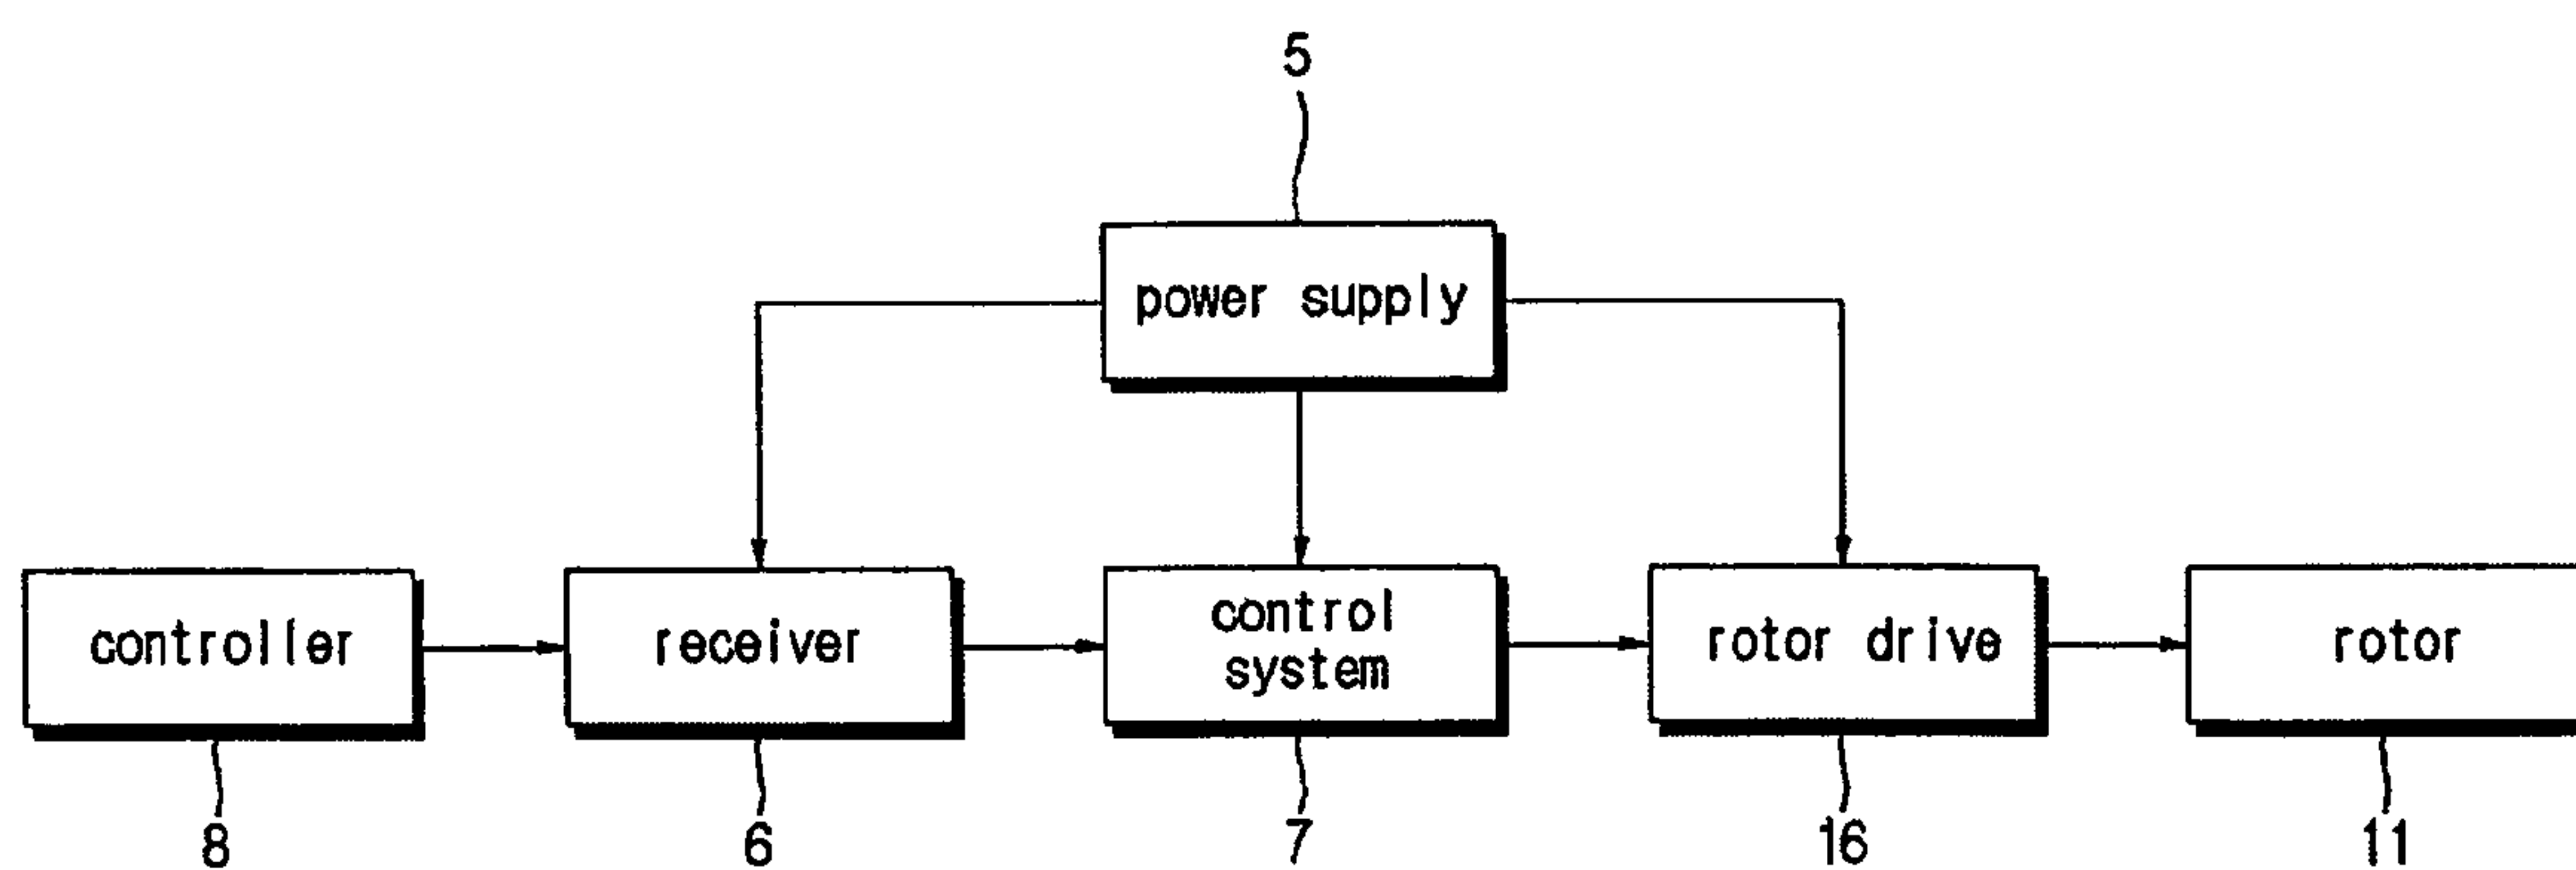 5
power supply
controller
receiver
control
system
rotor drive
rotor
8
6
7
16
11